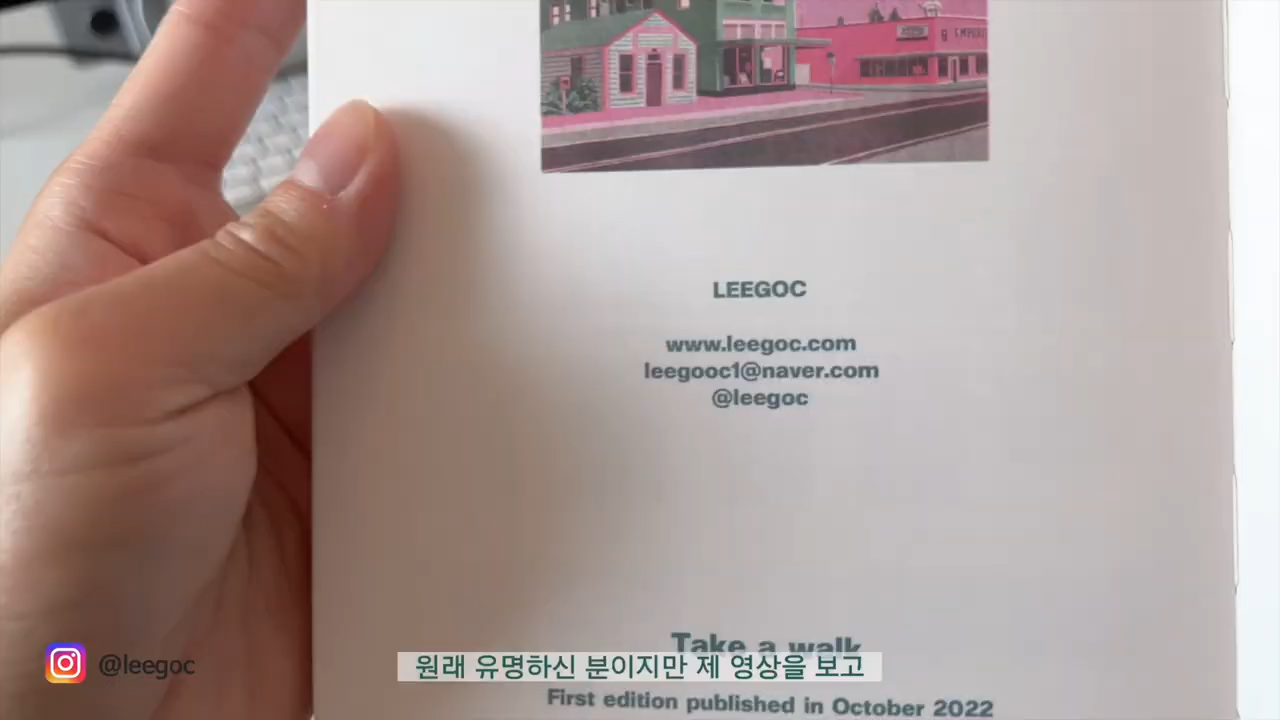 LEEGOC
www.leegoc.com
leegooc1@naver.com
@leegoc
Take a walk
@leegoc
원래 유명하신 분이지만 제 영상을 보고
First edition published in October 2022